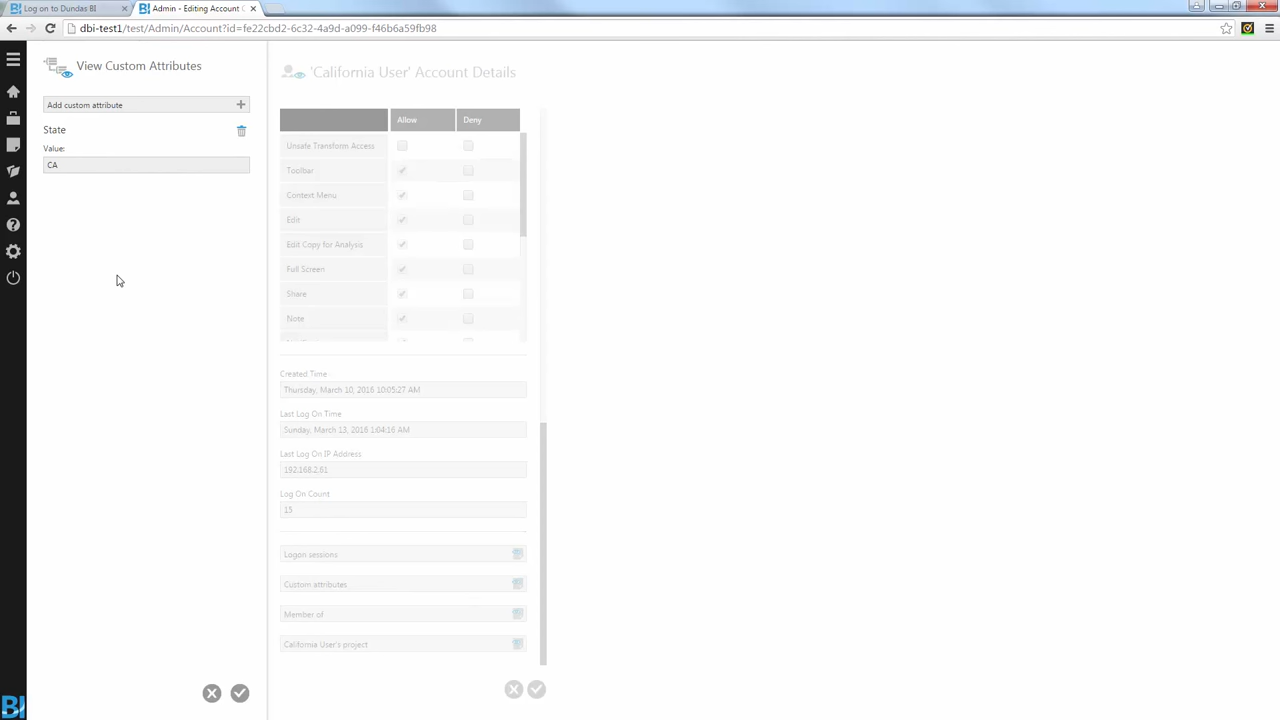 Log on to Dundas BI
Admin - Editing Account C
dbi-test1/test/Admin/Account?id=fe22cbd2-6c32-4a9d-a099-f46b6a59fb98
View Custom Attributes
Add custom attribute
State
Value:
CA
'California User' Account Details
Allow Deny
Unsafe Transform Access
Toolbar
Context Menu
Edit
Edit Copy for Analysis
Full Screen
Share
Note
Created Time
Thursday, March 10, 2016 10:05:27 AM
Last Log On Time
Sunday, March 13, 2016 1:04:16 AM
Last Log On IP Address
192.168.2.61
Log On Count
15
Logon sessions
Custom attributes
Member of
California User's project
BI